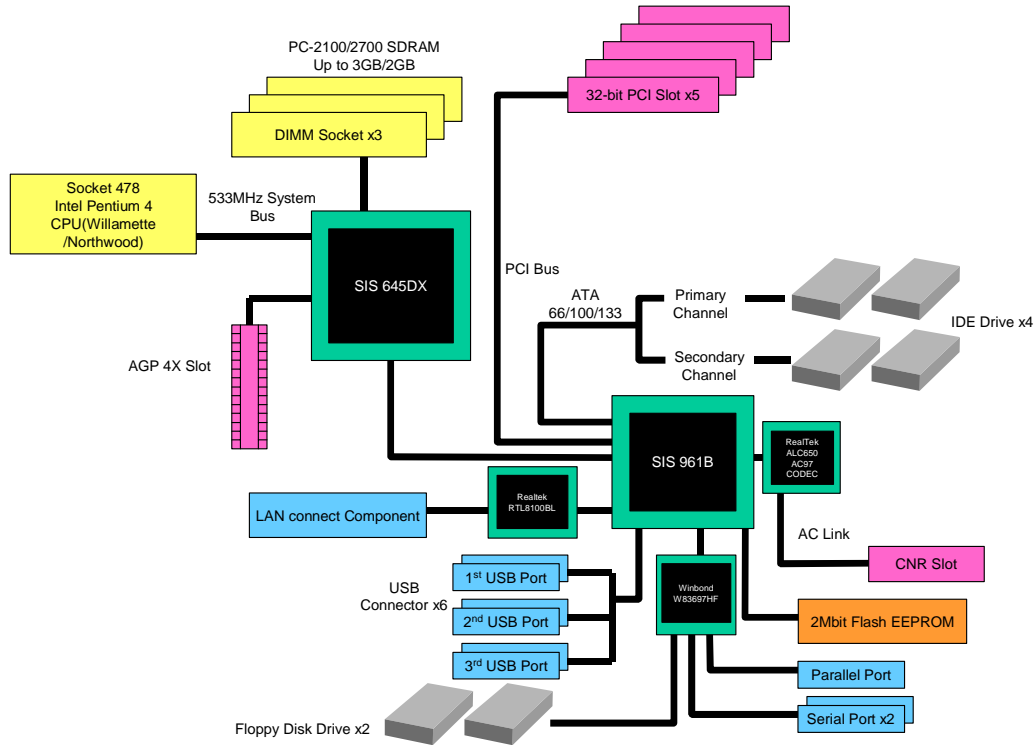 PC-2100/2700 SDRAM
Up to 3GB/2GB
DIMM Socket x3
32-bit PCI Slot x5
Socket 478
Intel Pentium 4
CPU(Willamette
/Northwood)
533MHz System
Bus
SIS 645DX
AGP 4X Slot
PCI Bus
ATA
66/100/133
Primary
Channel
Secondary
Channel
IDE Drive x4
SIS 961B
RealTek
ALC650
AC97
CODEC
Realtek
RTL8100BL
LAN connect Component
AC Link
CNR Slot
USB
Connector x6
1st USB Port
2nd USB Port
3rd USB Port
Winbond
W83697HF
2Mbit Flash EEPROM
Parallel Port
Serial Port x2
Floppy Disk Drive x2